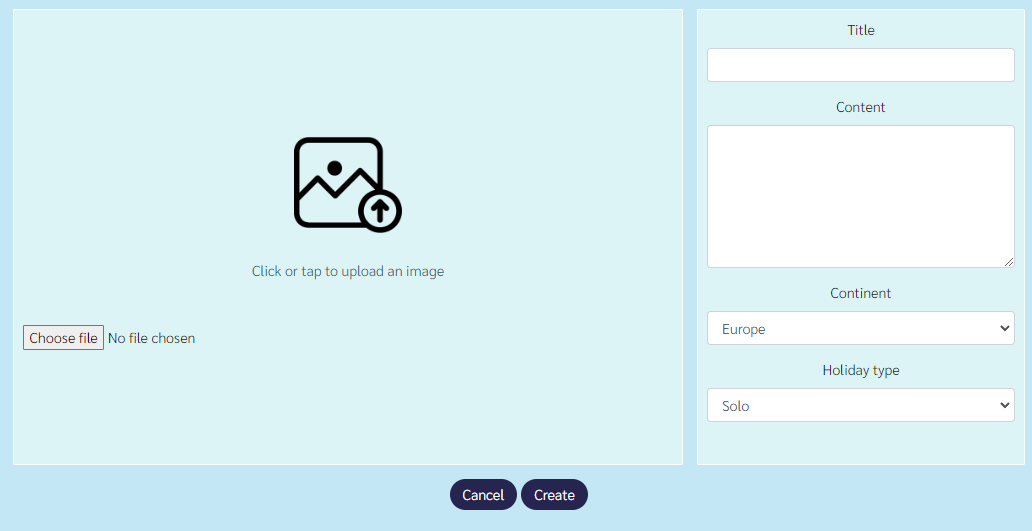 Click or tap to upload an image
Choose file No file chosen
Title
Content
Continent
Europe
Holiday type
Solo
Cancel Create